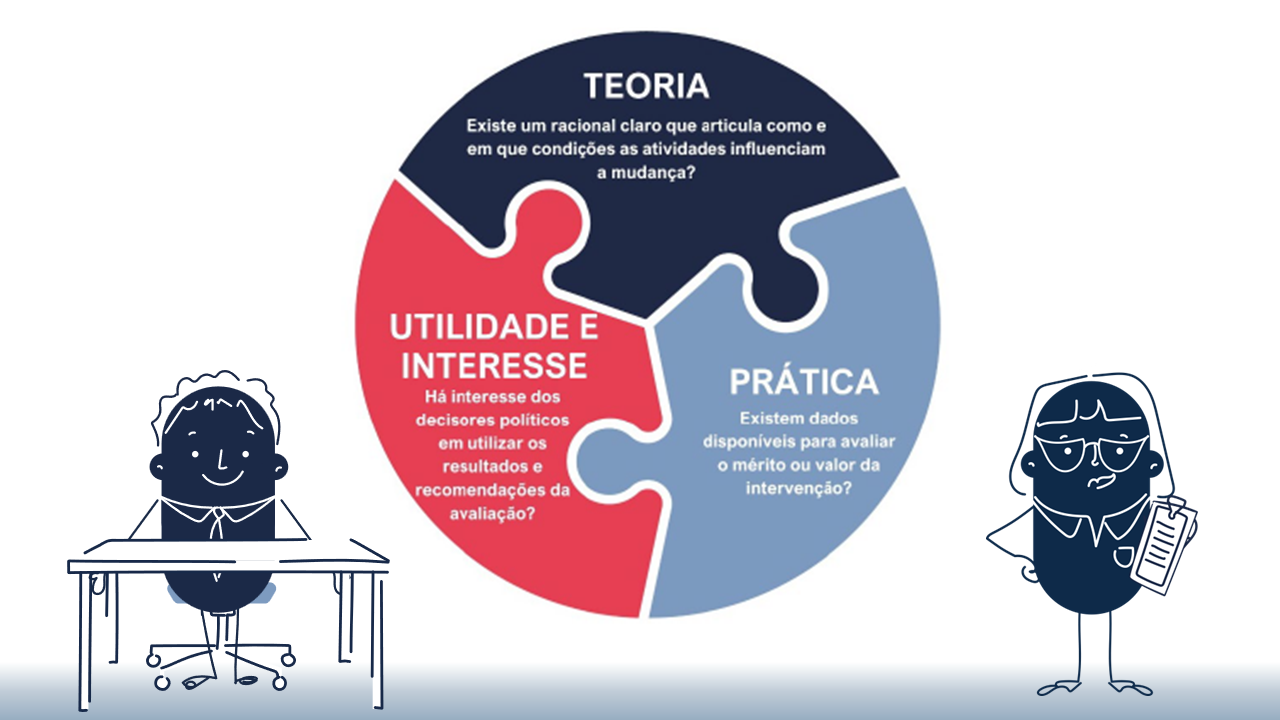 TEORIA
Existe um racional claro que articula como e
em que condições as atividades influenciam
a mudança?
UTILIDADE E
INTERESSE
Há interesse dos
decisores políticos
em utilizar os
resultados e
recomendações da
avaliação?
PRÁTICA
Existem dados
disponíveis para avaliar
o mérito ou valor da
intervenção?